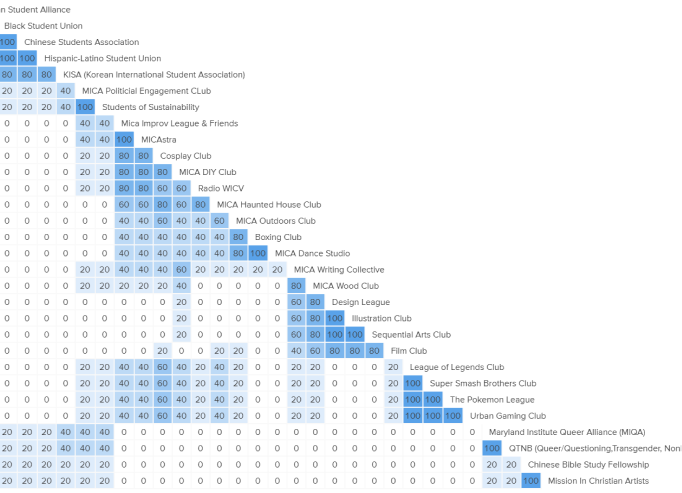 n Student Alliance
Black Student Union
100 Chinese Students Association
100 100 Hispanic-Latino Student Union
80 80 80 KISA (Korean International Student Association)
20 20 20 40 MICA Politicial Engagement CLub
20 20 20 40 100 Students of Sustainability
0 0 0 0 40 40 Mica Improv League & Friends
0 0 0 0 40 40 100 MICAstra
0 0 0 0 20 20 80 80 Cosplay Club
0 0 0 0 20 20 80 80 80 MICA DIY Club
0 0 0 0 20 20 80 80 60 60 Radio WICV
0 0 0 0 0 0 60 60 80 60 80 MICA Haunted House Club
0 0 0 0 0 0 40 40 60 40 40 60 MICA Outdoors Club
0 0 0 0 0 0 40 40 40 40 40 40 80 Boxing Club
0 0 0 0 0 0 40 40 40 40 40 40 80 100 MICA Dance Studio
0 0 0 0 20 20 40 40 40 60 20 20 20 20 20 MICA Writing Collective
0 0 0 0 20 20 20 20 20 40 0 0 0 0 0 80 MICA Wood Club
0 0 0 0 0 0 0 0 0 20 0 0 0 0 0 60 80 Design League
0 0 0 0 0 0 0 0 0 20 0 0 0 0 0 60 80 100 Illustration Club
0 0 0 0 0 0 0 0 0 20 0 0 0 0 0 60 80 100 100 Sequential Arts Club
0 0 0 0 0 0 0 0 20 0 0 20 20 0 0 40 60 80 80 80 Film Club
0 0 0 0 20 20 40 40 60 40 20 40 20 0 0 20 20 0 0 0 20 League of Legends Club
0 0 0 0 20 20 40 40 60 40 20 40 20 0 0 20 20 0 0 0 20 100 Super Smash Brothers Club
0 0 0 0 20 20 40 40 60 40 20 40 20 0 0 20 20 0 0 0 20 100 100 The Pokemon League
0 0 0 0 20 20 40 40 60 40 20 40 20 0 0 20 20 0 0 0 20 100 100 100 Urban Gaming Club
20 20 20 40 40 40 0 0 0 0 0 0 0 0 0 0 0 0 0 0 0 0 0 0 0 Maryland Institute Queer Alliance (MIQA)
20 20 20 40 40 40 0 0 0 0 0 0 0 0 0 0 0 0 0 0 0 0 0 0 0 100 QTNB (Queer/Questioning,Transgender, Non
20 20 20 20 20 20 0 0 0 0 0 0 0 0 0 0 0 0 0 0 0 0 0 0 0 20 20 Chinese Bible Study Fellowship
20 20 20 20 20 20 0 0 0 0 0 0 0 0 0 0 0 0 0 0 0 0 0 0 0 20 20 100 Mission In Christian Artists